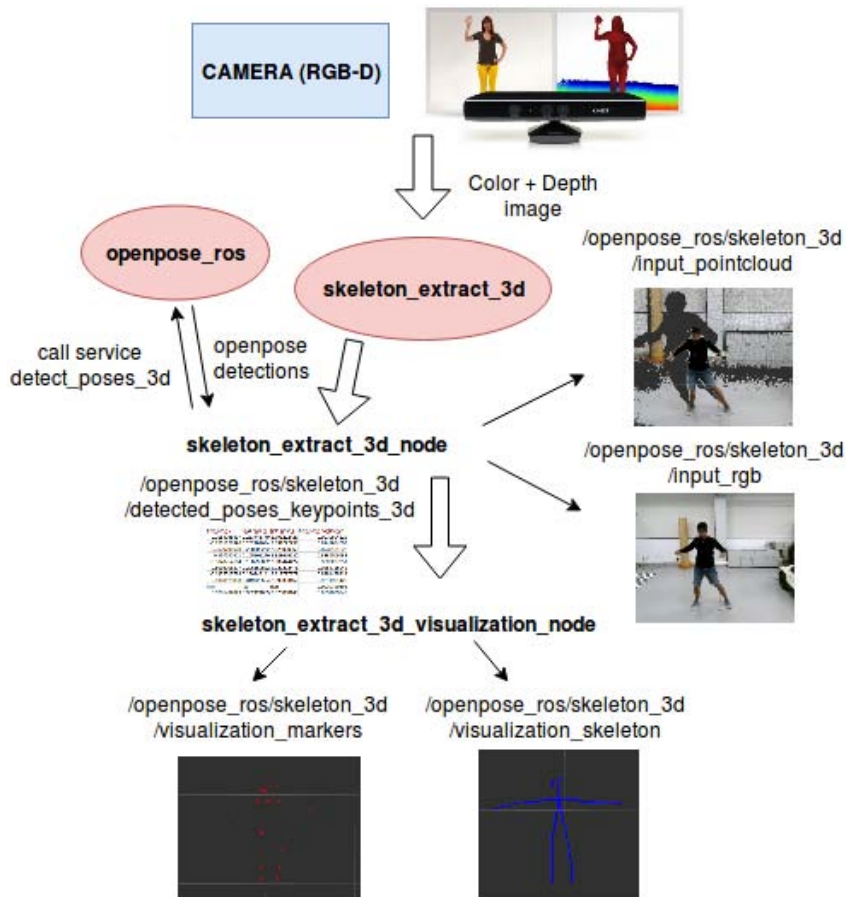 CAMERA (RGB-D)
Color + Depth
image
openpose_ros
skeleton_extract_3d
/openpose_ros/skeleton_3d
/input_pointcloud
call service
detect_poses_3d
openpose
detections
skeleton_extract_3d_node
/openpose_ros/skeleton_3d
/input_rgb
/openpose_ros/skeleton_3d
/detected_poses_keypoints_3d
skeleton_extract_3d_visualization_node
/openpose_ros/skeleton_3d
/visualization_markers
/openpose_ros/skeleton_3d
/visualization_skeleton